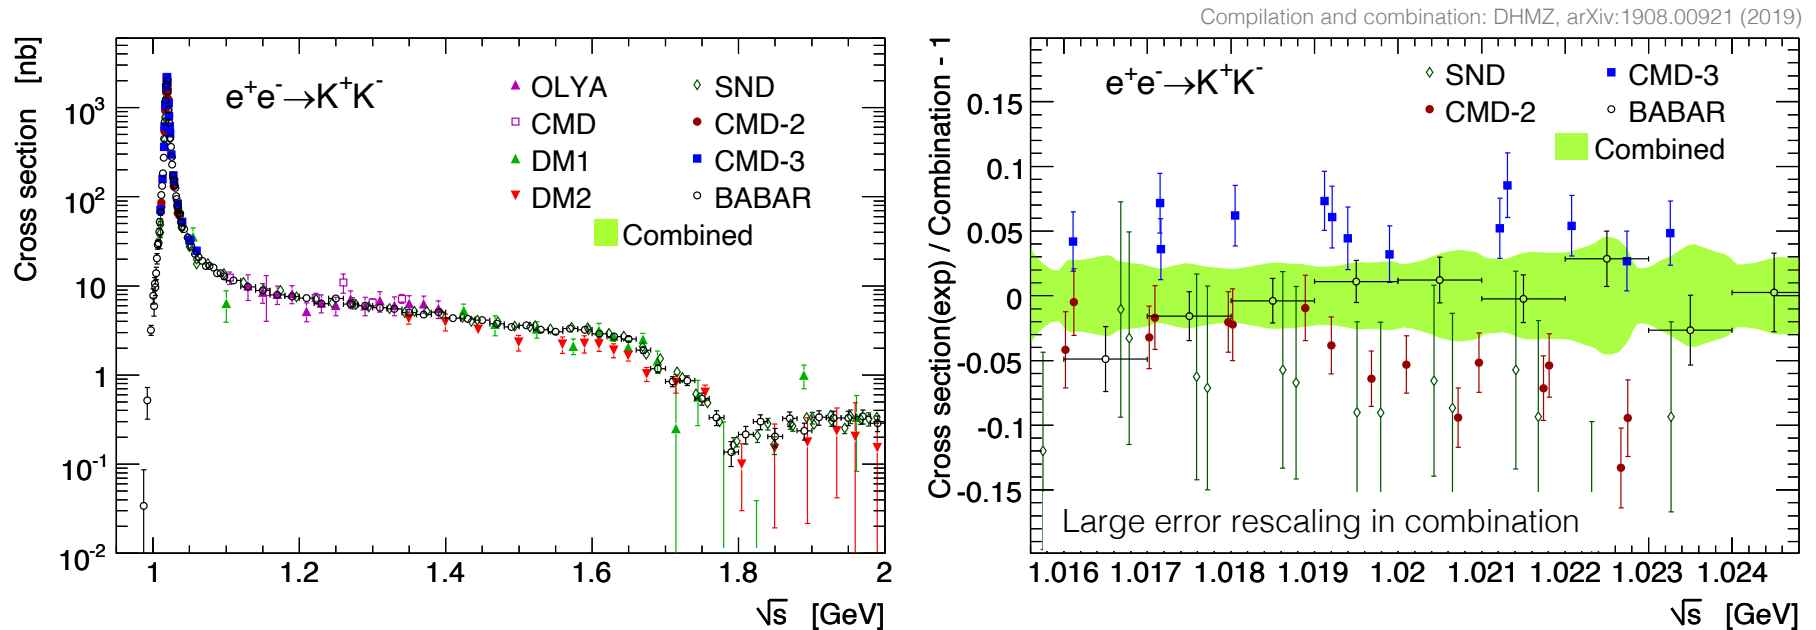 Compilation and combination: DHMZ, arXiv:1908.00921 (2019)
Cross section [nb]
e⁺e⁻→K⁺K⁻
OLYA
CMD
DM1
DM2
SND
CMD-2
CMD-3
BABAR
Combined
10³
10²
10
1
10⁻¹
10⁻²
1
1.2
1.4
1.6
1.8
2
√s [GeV]
Cross section(exp) / Combination - 1
e⁺e⁻→K⁺K⁻
SND
CMD-2
CMD-3
BABAR
Combined
0.15
0.1
0.05
0
-0.05
-0.1
-0.15
Large error rescaling in combination
1.016 1.017 1.018 1.019 1.02 1.021 1.022 1.023 1.024
√s [GeV]